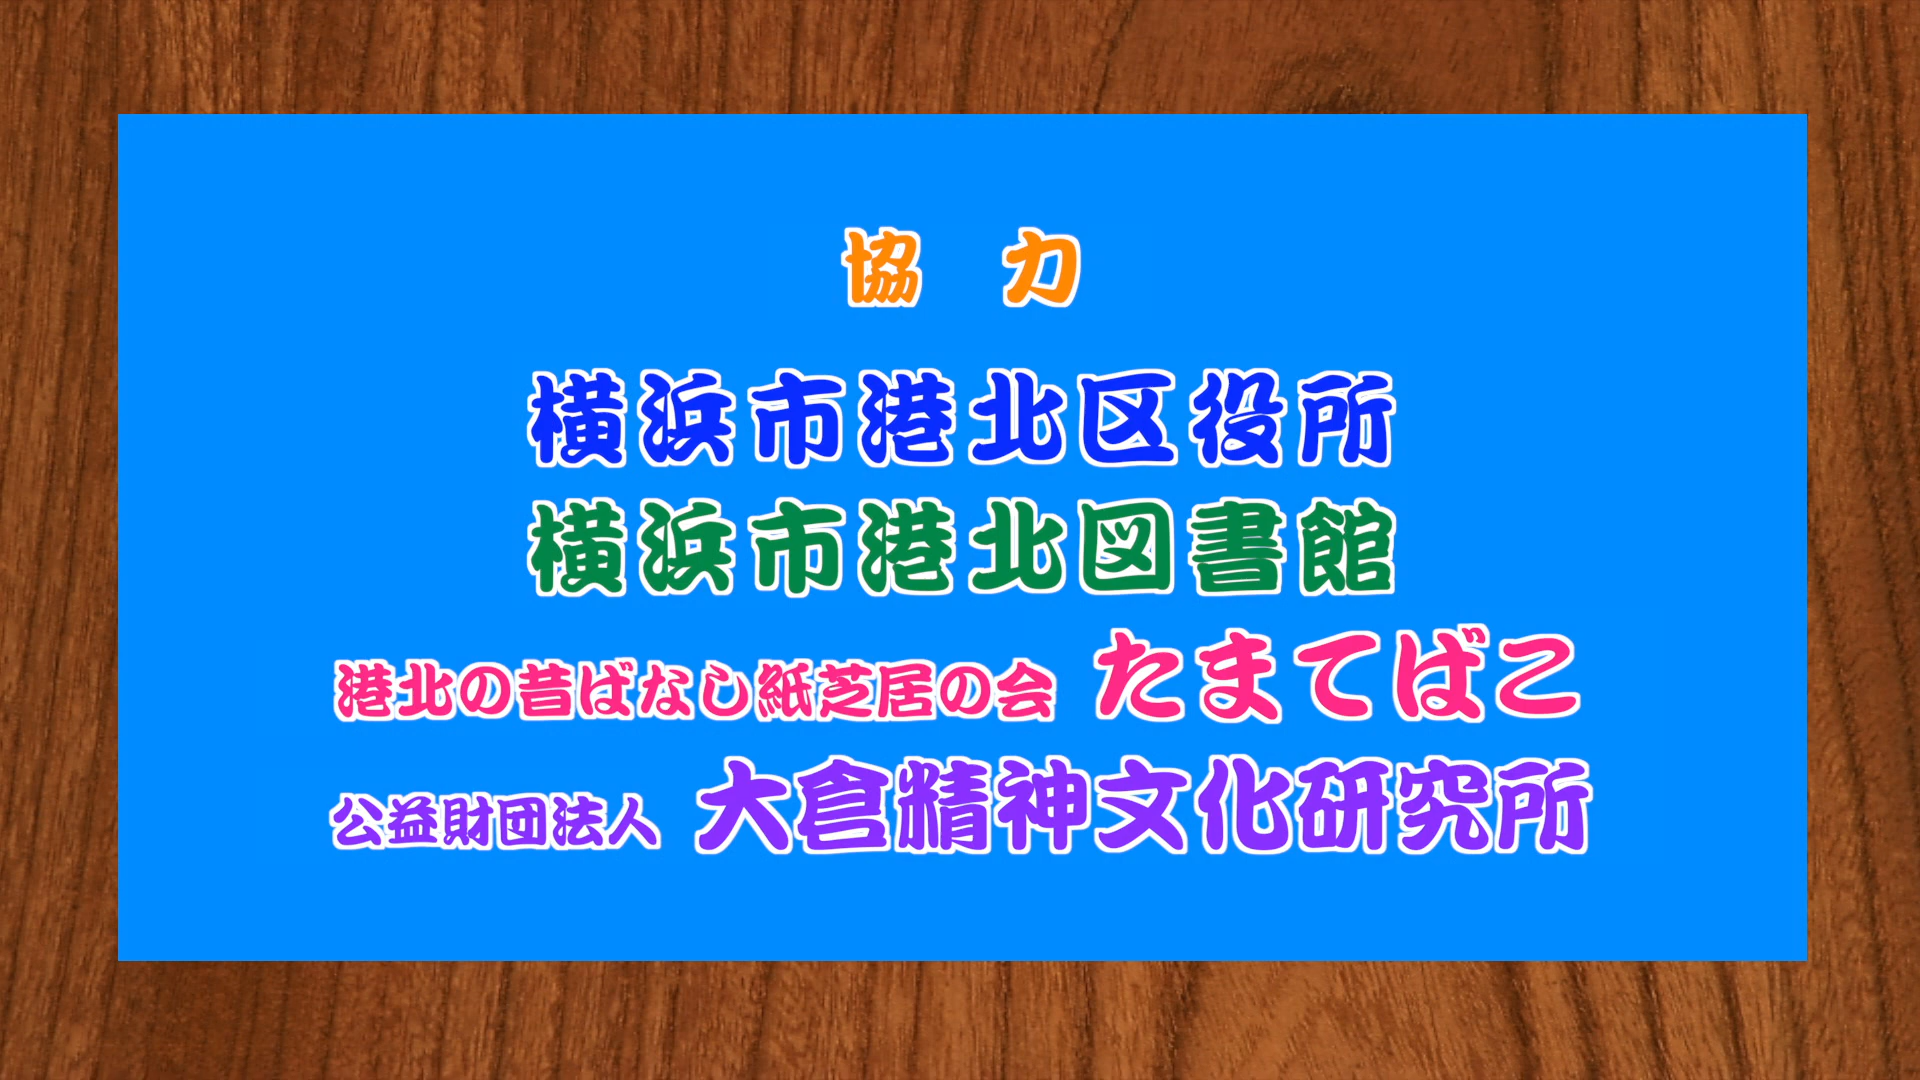 協　力
横浜市港北区役所
横浜市港北図書館
港北の昔ばなし紙芝居の会 たまてばこ
公益財団法人 大倉精神文化研究所